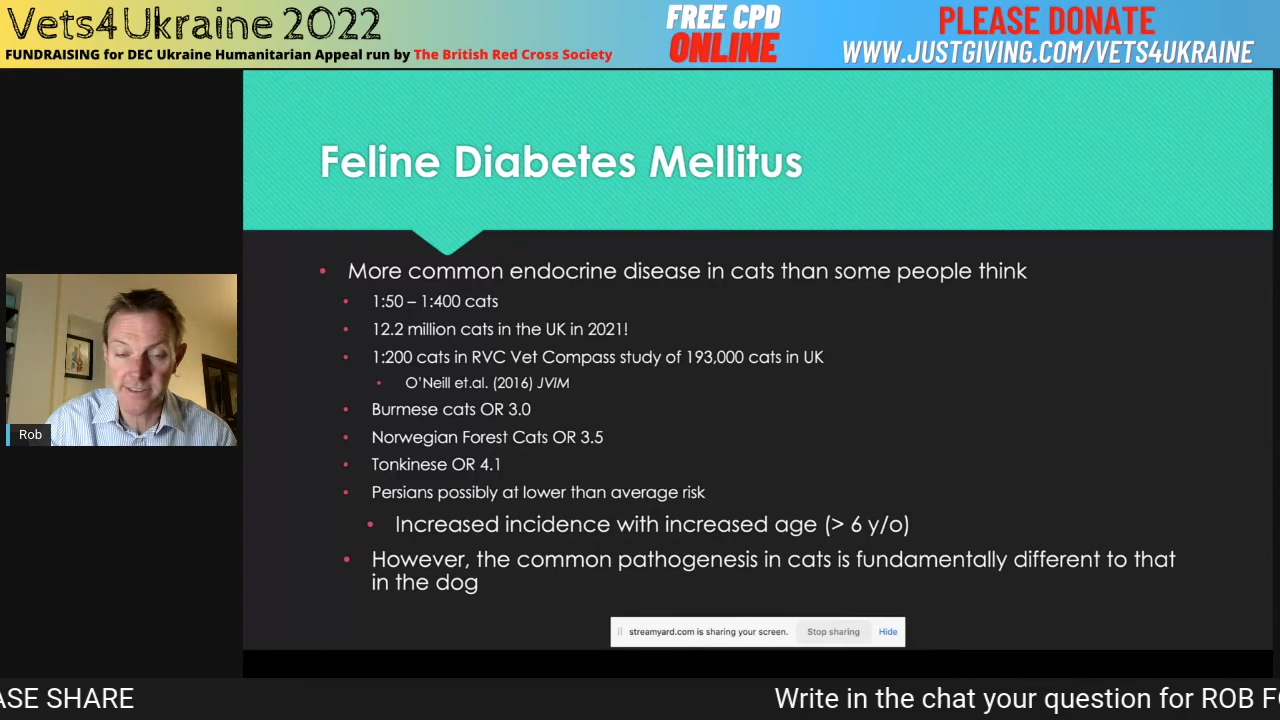 Vets4Ukraine 2022
FUNDRAISING for DEC Ukraine Humanitarian Appeal run by The British Red Cross Society
FREE CPD
ONLINE
PLEASE DONATE
WWW.JUSTGIVING.COM/VETS4UKRAINE
Feline Diabetes Mellitus
• More common endocrine disease in cats than some people think
• 1:50 – 1:400 cats
• 12.2 million cats in the UK in 2021!
• 1:200 cats in RVC Vet Compass study of 193,000 cats in UK
• O'Neill et.al. (2016) JVIM
• Burmese cats OR 3.0
• Norwegian Forest Cats OR 3.5
• Tonkinese OR 4.1
• Persians possibly at lower than average risk
• Increased incidence with increased age (> 6 y/o)
• However, the common pathogenesis in cats is fundamentally different to that
in the dog
Rob
streamyard.com is sharing your screen. Stop sharing Hide
ASE SHARE
Write in the chat your question for ROB F